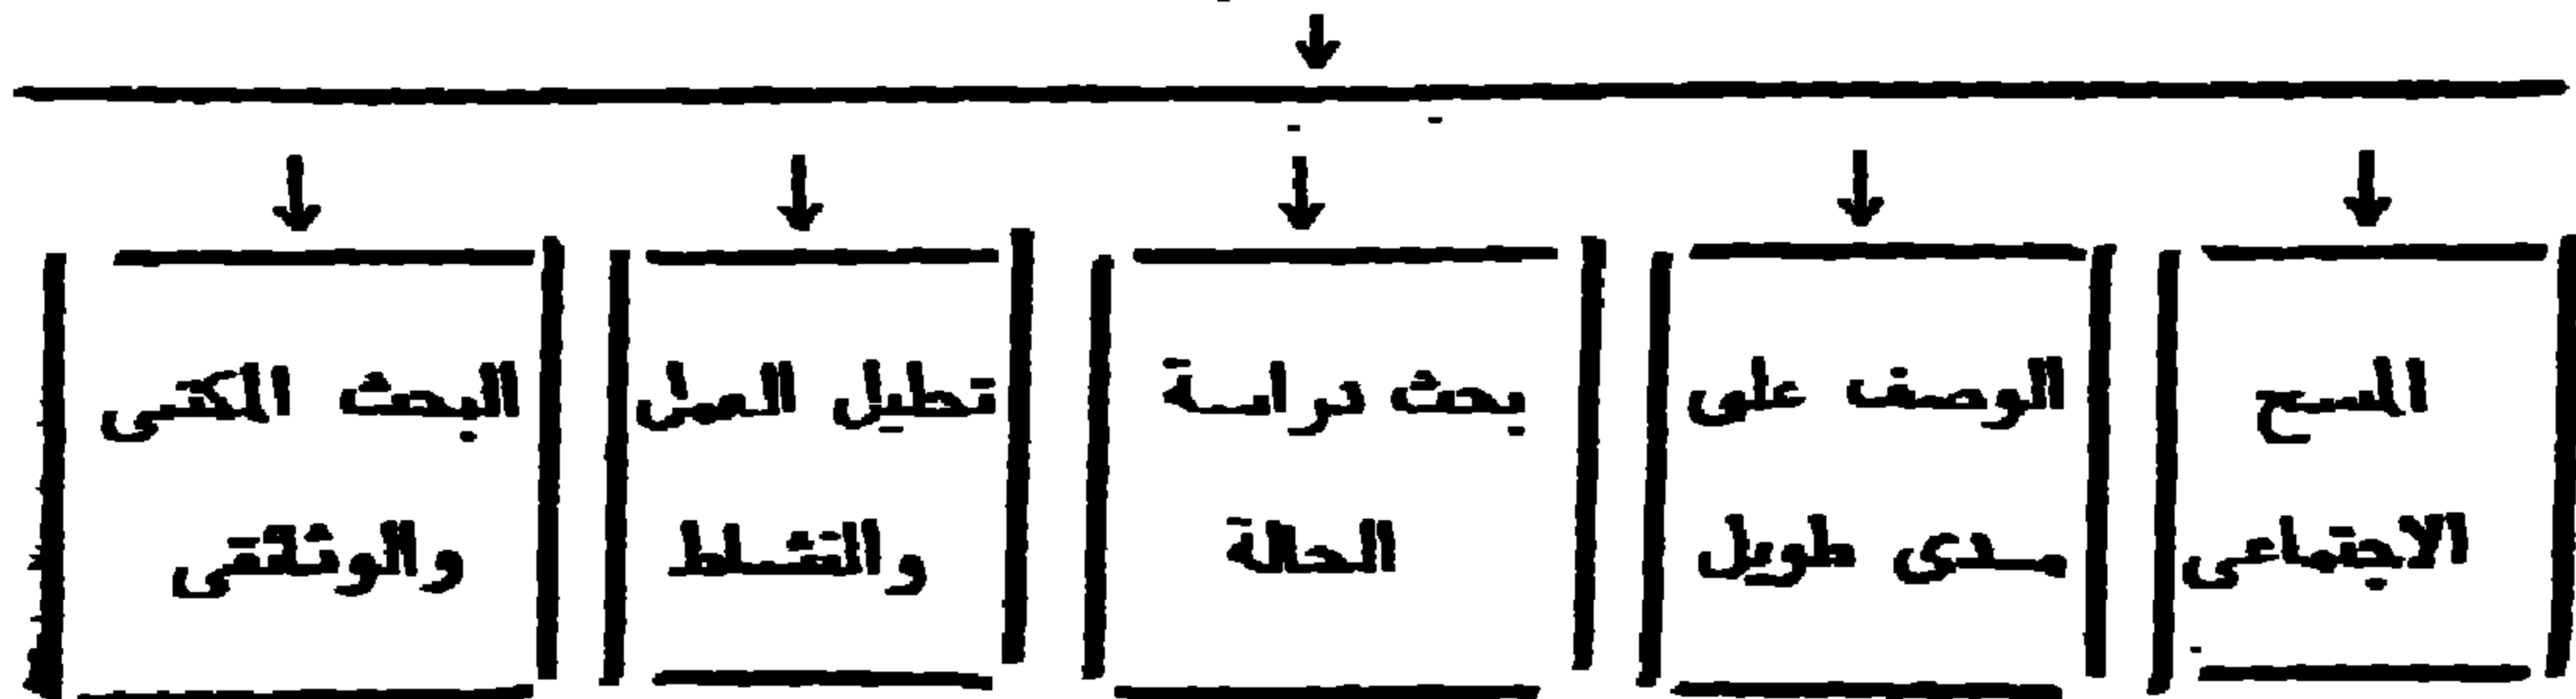 المسح
الاجتماعى
الوصف على
مدى طويل
بحث دراسة
الحالة
تحليل العمل
والنشاط
البحث المكتبى
والوثائقى